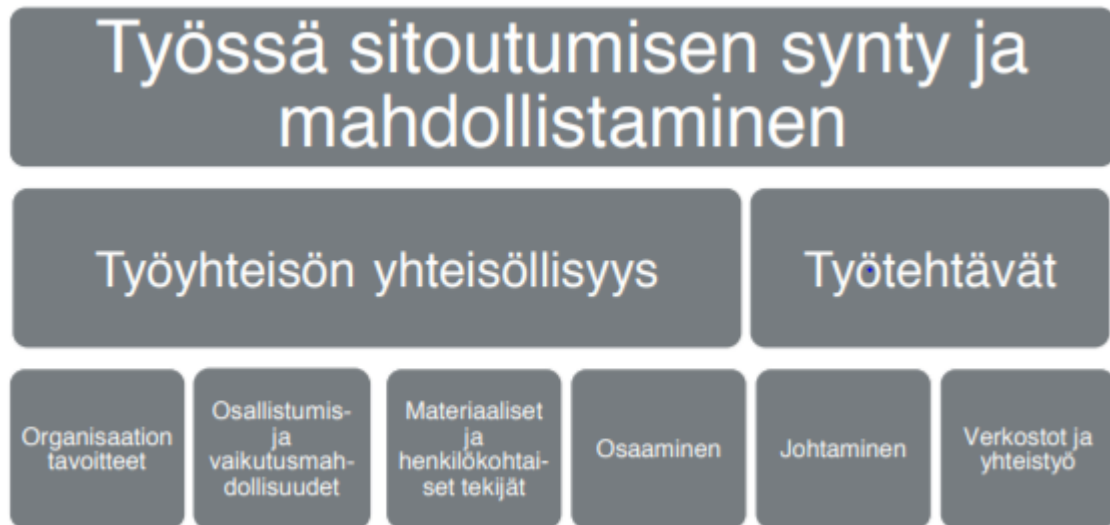 Työssä sitoutumisen synty ja
mahdollistaminen
Työyhteisön yhteisöllisyys
Työtehtävät
Organisaation
tavoitteet
Osallistumis-
ja
vaikutusmah-
dollisuudet
Materiaaliset
ja
henkilökohtai-
set tekijät
Osaaminen
Johtaminen
Verkostot ja
yhteistyö